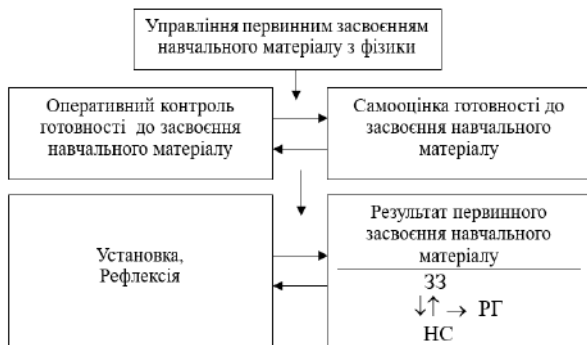 Управління первинним засвоєнням
навчального матеріалу з фізики
Оперативний контроль
готовності до засвоєння
навчального матеріалу
Самооцінка готовності до
засвоєння навчального
матеріалу
Установка,
Рефлексія
Результат первинного
засвоєння навчального
матеріалу
ЗЗ
↓↑ → РГ
НС